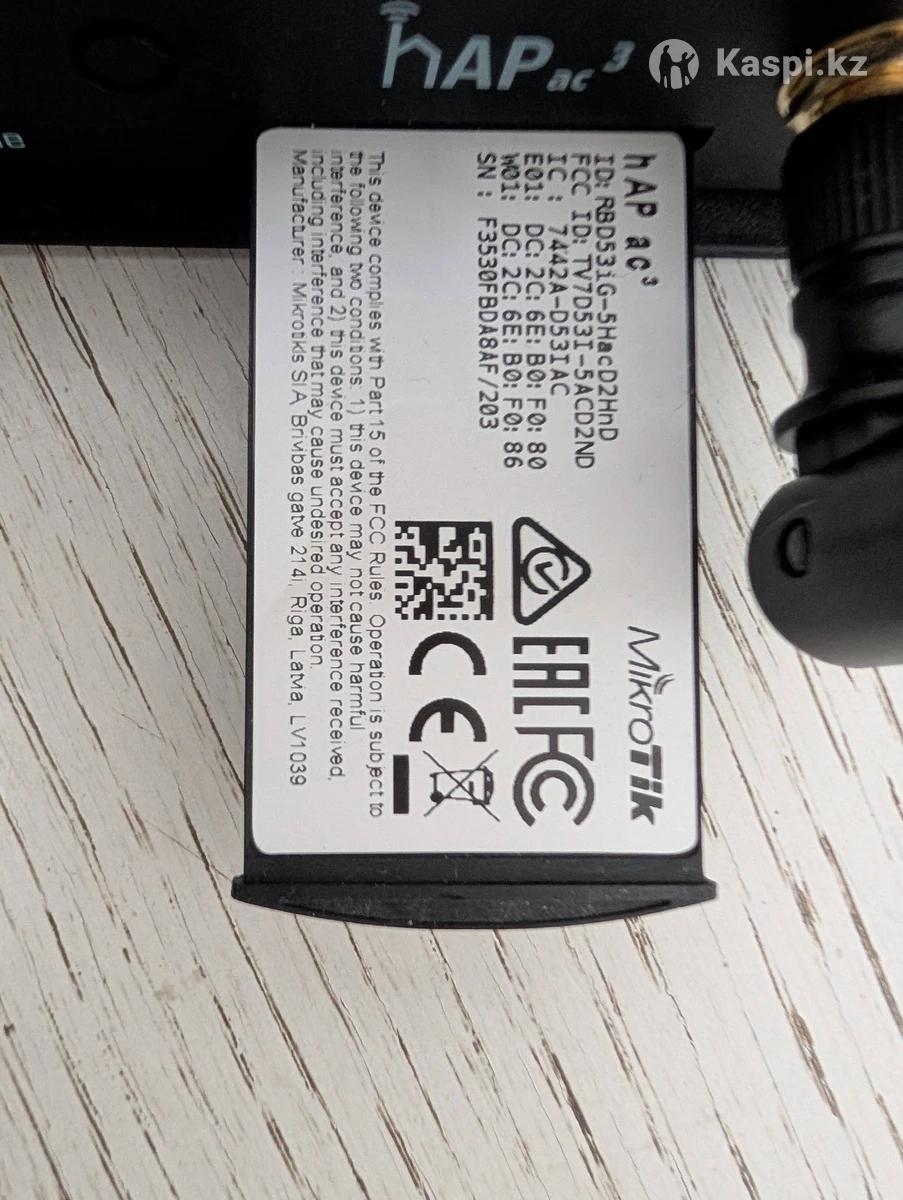 hAP ac³
Kaspi.kz
hAP ac³
ID: RBD53iG-5HacD2HnD
FCC ID: TV7D53I-5ACD2ND
IC : 7442A-D53IAC
E01: DC:2C:6E:B0:F0:80
W01: DC:2C:6E:B0:F0:86
SN : F3530FBDA8AF/203
MikroTik
EAC FC
CE
This device complies with Part 15 of the FCC Rules. Operation is subject to
the following two conditions: 1) this device may not cause harmful
interference, and 2) this device must accept any interference received,
including interference that may cause undesired operation.
Manufacturer : Mikrotikls SIA, Brivibas gatve 214i, Riga, Latvia, LV1039